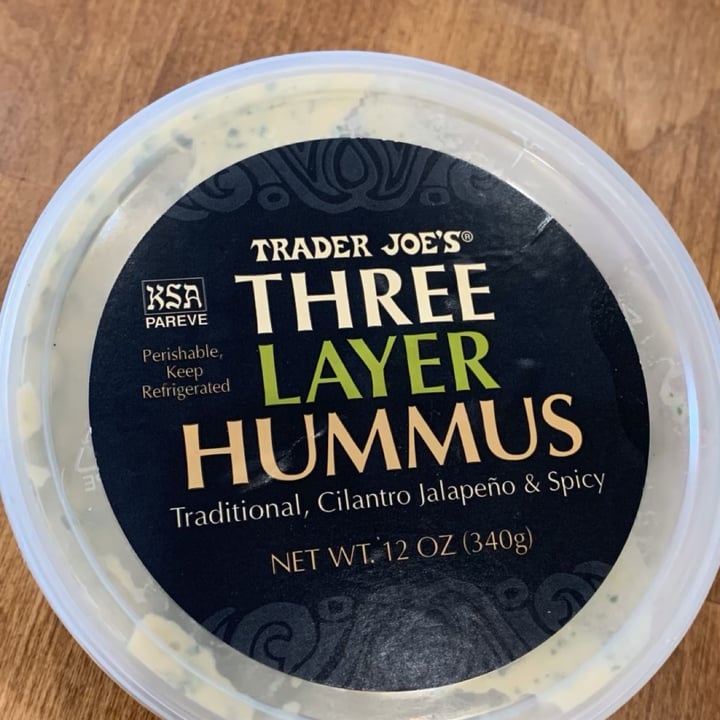 TRADER JOE'S®
THREE
LAYER
HUMMUS
Traditional, Cilantro Jalapeño & Spicy
NET WT. 12 OZ (340g)
KSA
PAREVE
Perishable,
Keep
Refrigerated